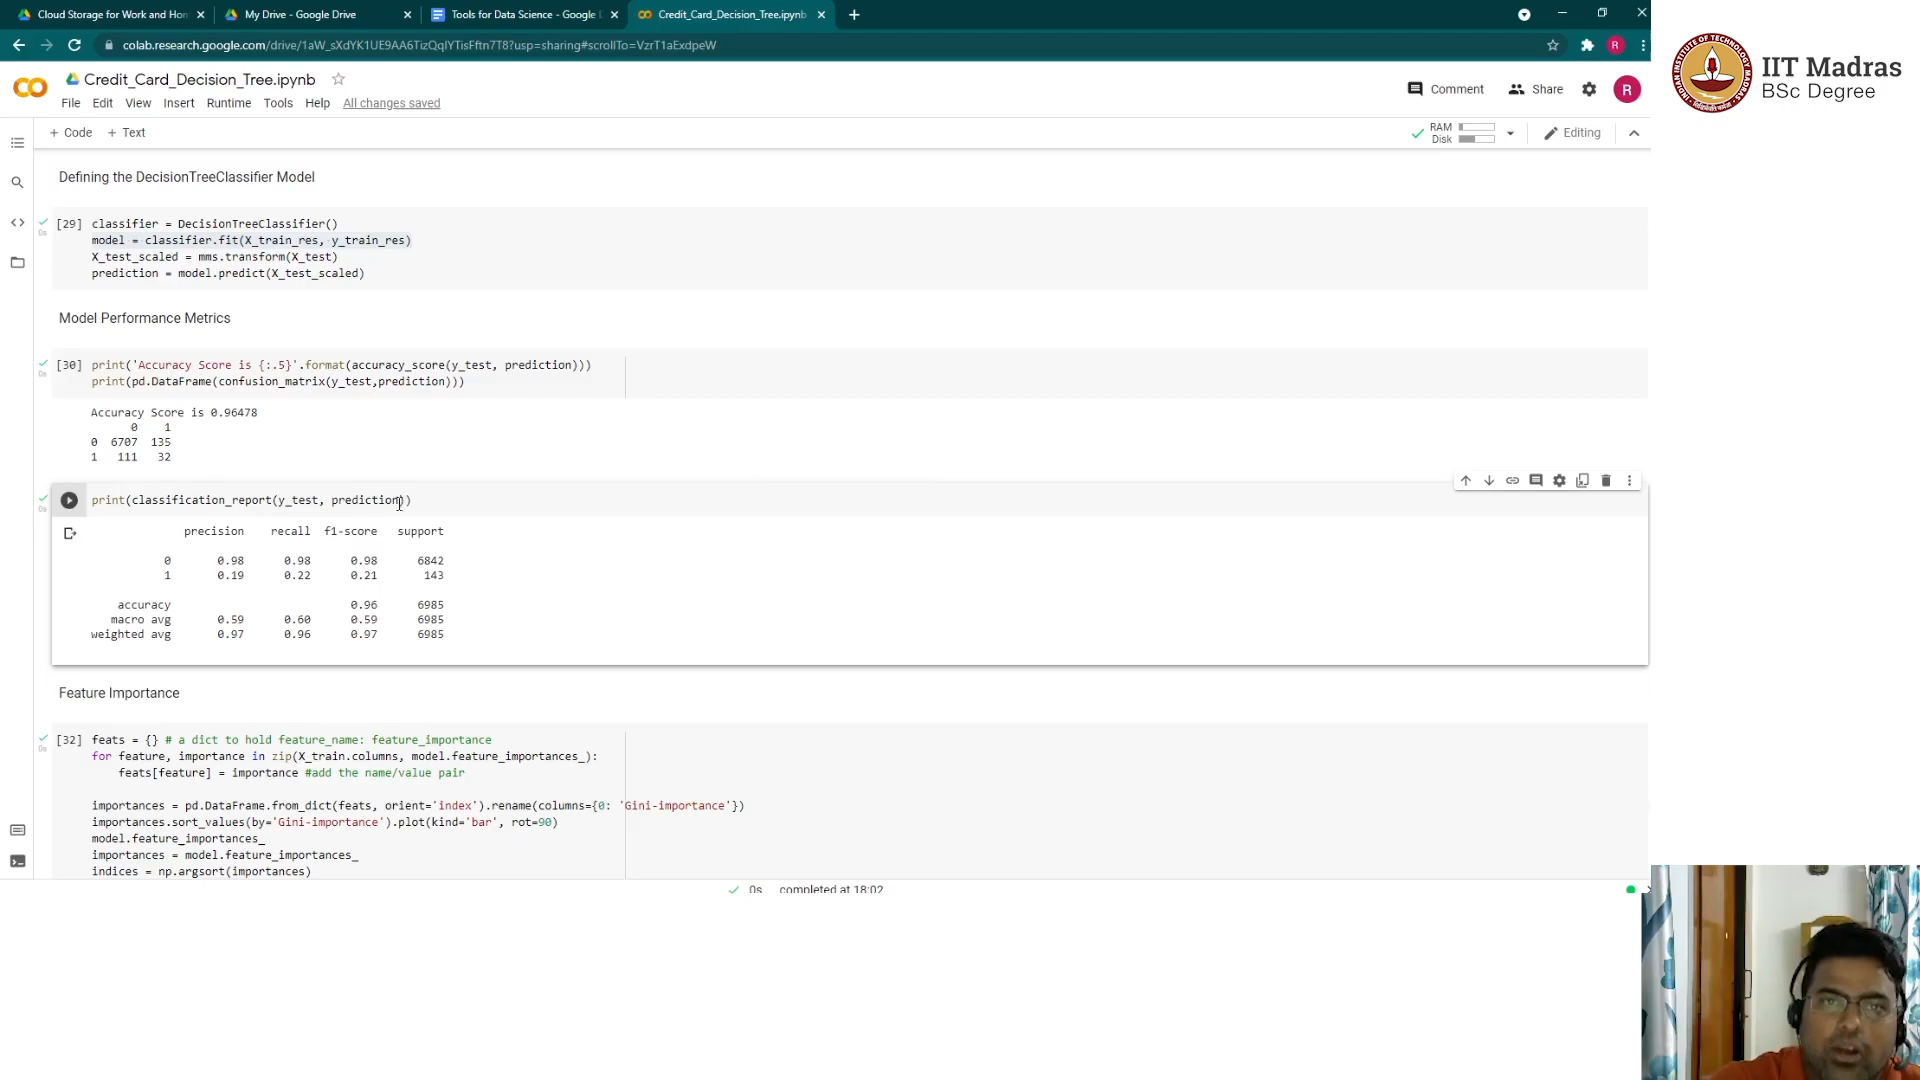 Cloud Storage for Work and Hon
My Drive - Google Drive
Tools for Data Science - Google
Credit_Card_Decision_Tree.ipynb
colab.research.google.com/drive/1aW_sXdYK1UE9AA6TizQqIYTisFftn7T8?usp=sharing#scrollTo=VzrT1aExdpeW
R
IIT Madras
BSc Degree
Credit_Card_Decision_Tree.ipynb
File Edit View Insert Runtime Tools Help All changes saved
Comment Share R
+ Code + Text
RAM
Disk
Editing
Defining the DecisionTreeClassifier Model
[29] classifier = DecisionTreeClassifier()
model = classifier.fit(X_train_res, y_train_res)
X_test_scaled = mms.transform(X_test)
prediction = model.predict(X_test_scaled)
0s
Model Performance Metrics
[30] print('Accuracy Score is {:.5}'.format(accuracy_score(y_test, prediction)))
print(pd.DataFrame(confusion_matrix(y_test,prediction)))
0s
Accuracy Score is 0.96478
0 1
0 6707 135
1 111 32
print(classification_report(y_test, prediction))
0s
precision recall f1-score support
0 0.98 0.98 0.98 6842
1 0.19 0.22 0.21 143
accuracy 0.96 6985
macro avg 0.59 0.60 0.59 6985
weighted avg 0.97 0.96 0.97 6985
Feature Importance
[32] feats = {} # a dict to hold feature_name: feature_importance
for feature, importance in zip(X_train.columns, model.feature_importances_):
feats[feature] = importance #add the name/value pair
0s
importances = pd.DataFrame.from_dict(feats, orient='index').rename(columns={0: 'Gini-importance'})
importances.sort_values(by='Gini-importance').plot(kind='bar', rot=90)
model.feature_importances_
importances = model.feature_importances_
indices = np.argsort(importances)
0s completed at 18:02